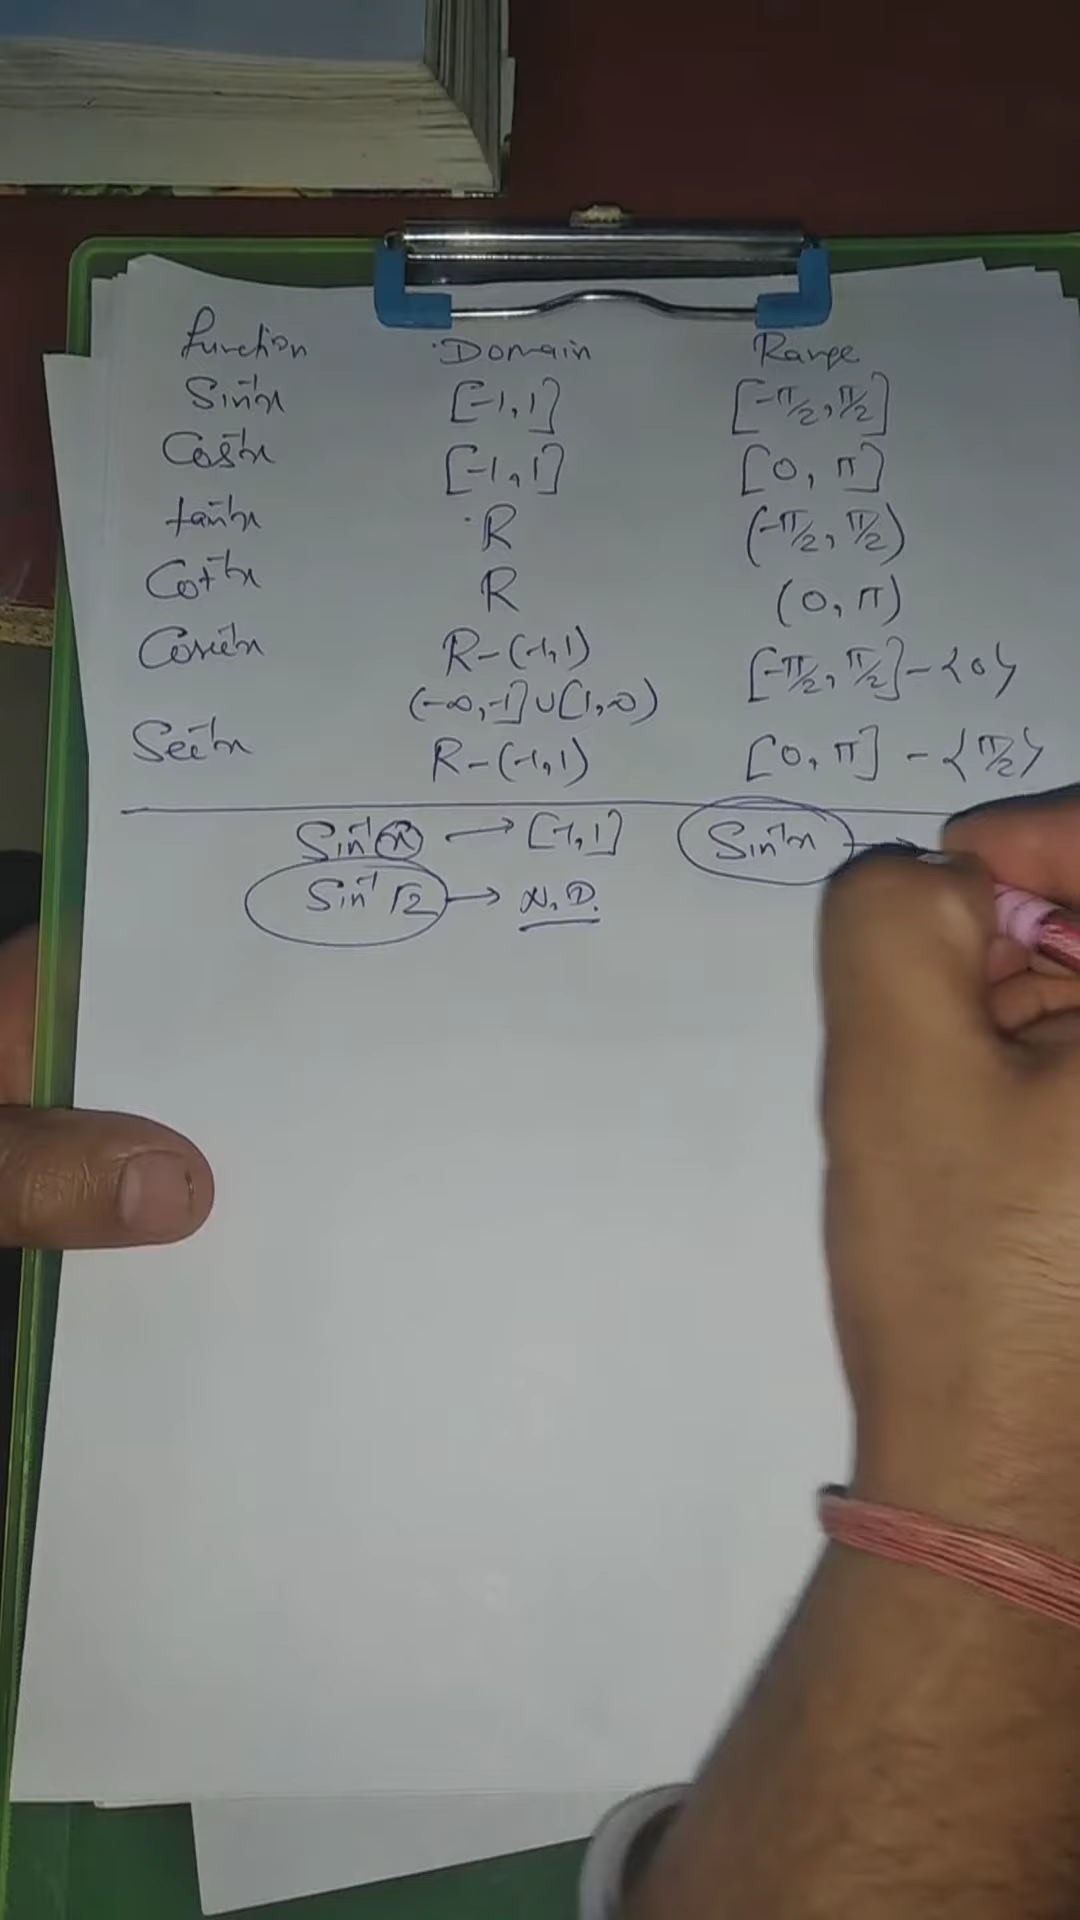 Function Domain Range
Sin⁻¹x [-1,1] [-π/2, π/2]
Cos⁻¹x [-1,1] [0, π]
tan⁻¹x R (-π/2, π/2)
Cot⁻¹x R (0, π)
Cosec⁻¹x R-(-1,1) [-π/2, π/2]-{0}
(-∞,-1]∪[1,∞)
Sec⁻¹x R-(-1,1) [0, π] - {π/2}
Sin⁻¹(x) → [-1,1] Sin⁻¹x →
Sin⁻¹√2 → N.D.